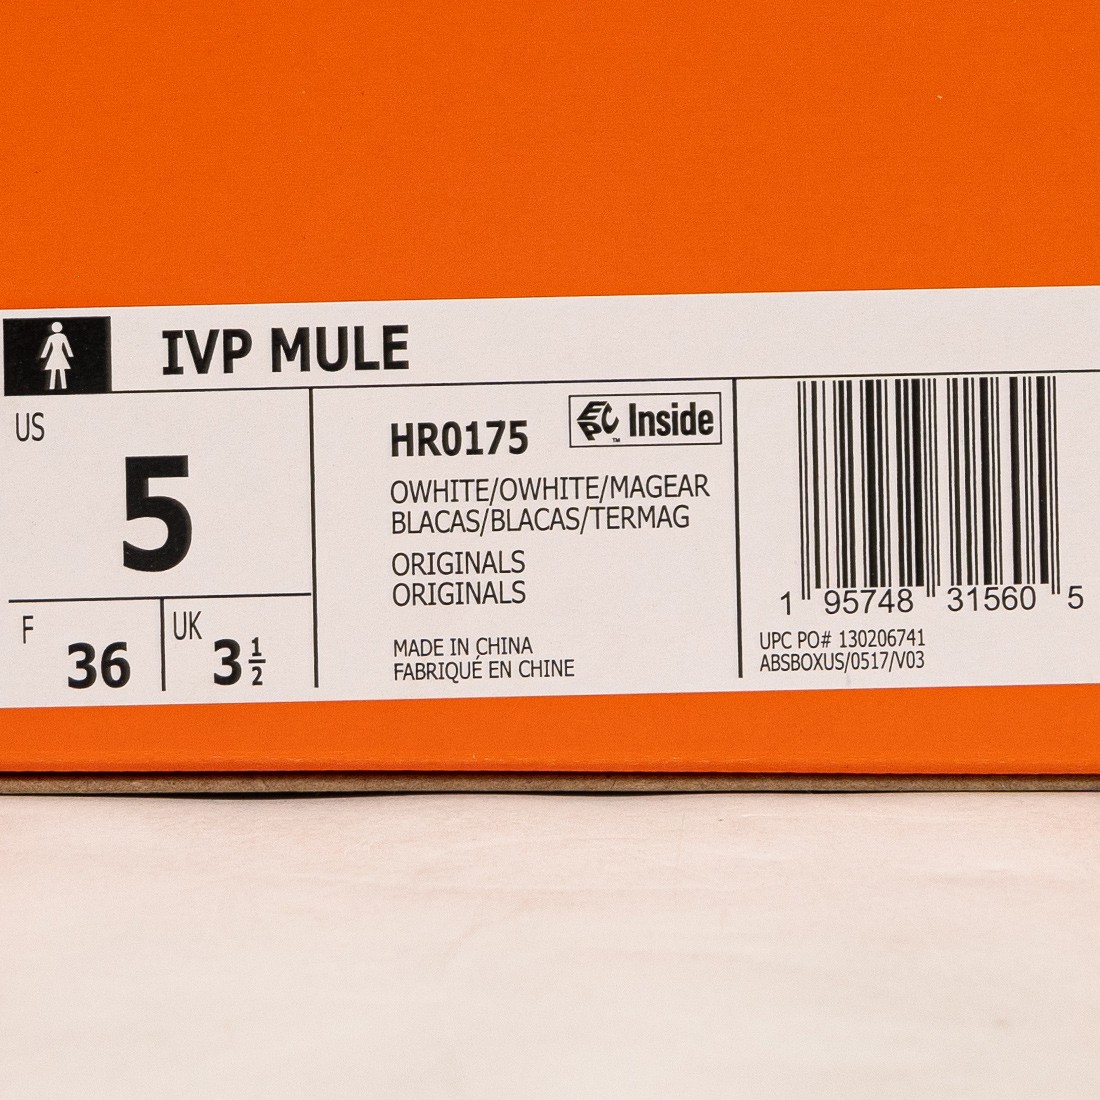 IVP MULE
US
5
F
36
UK
3 1/2
HR0175
EPC™ Inside
OWHITE/OWHITE/MAGEAR
BLACAS/BLACAS/TERMAG
ORIGINALS
ORIGINALS
MADE IN CHINA
FABRIQUÉ EN CHINE
1 95748 31560 5
UPC PO# 130206741
ABSBOXUS/0517/V03